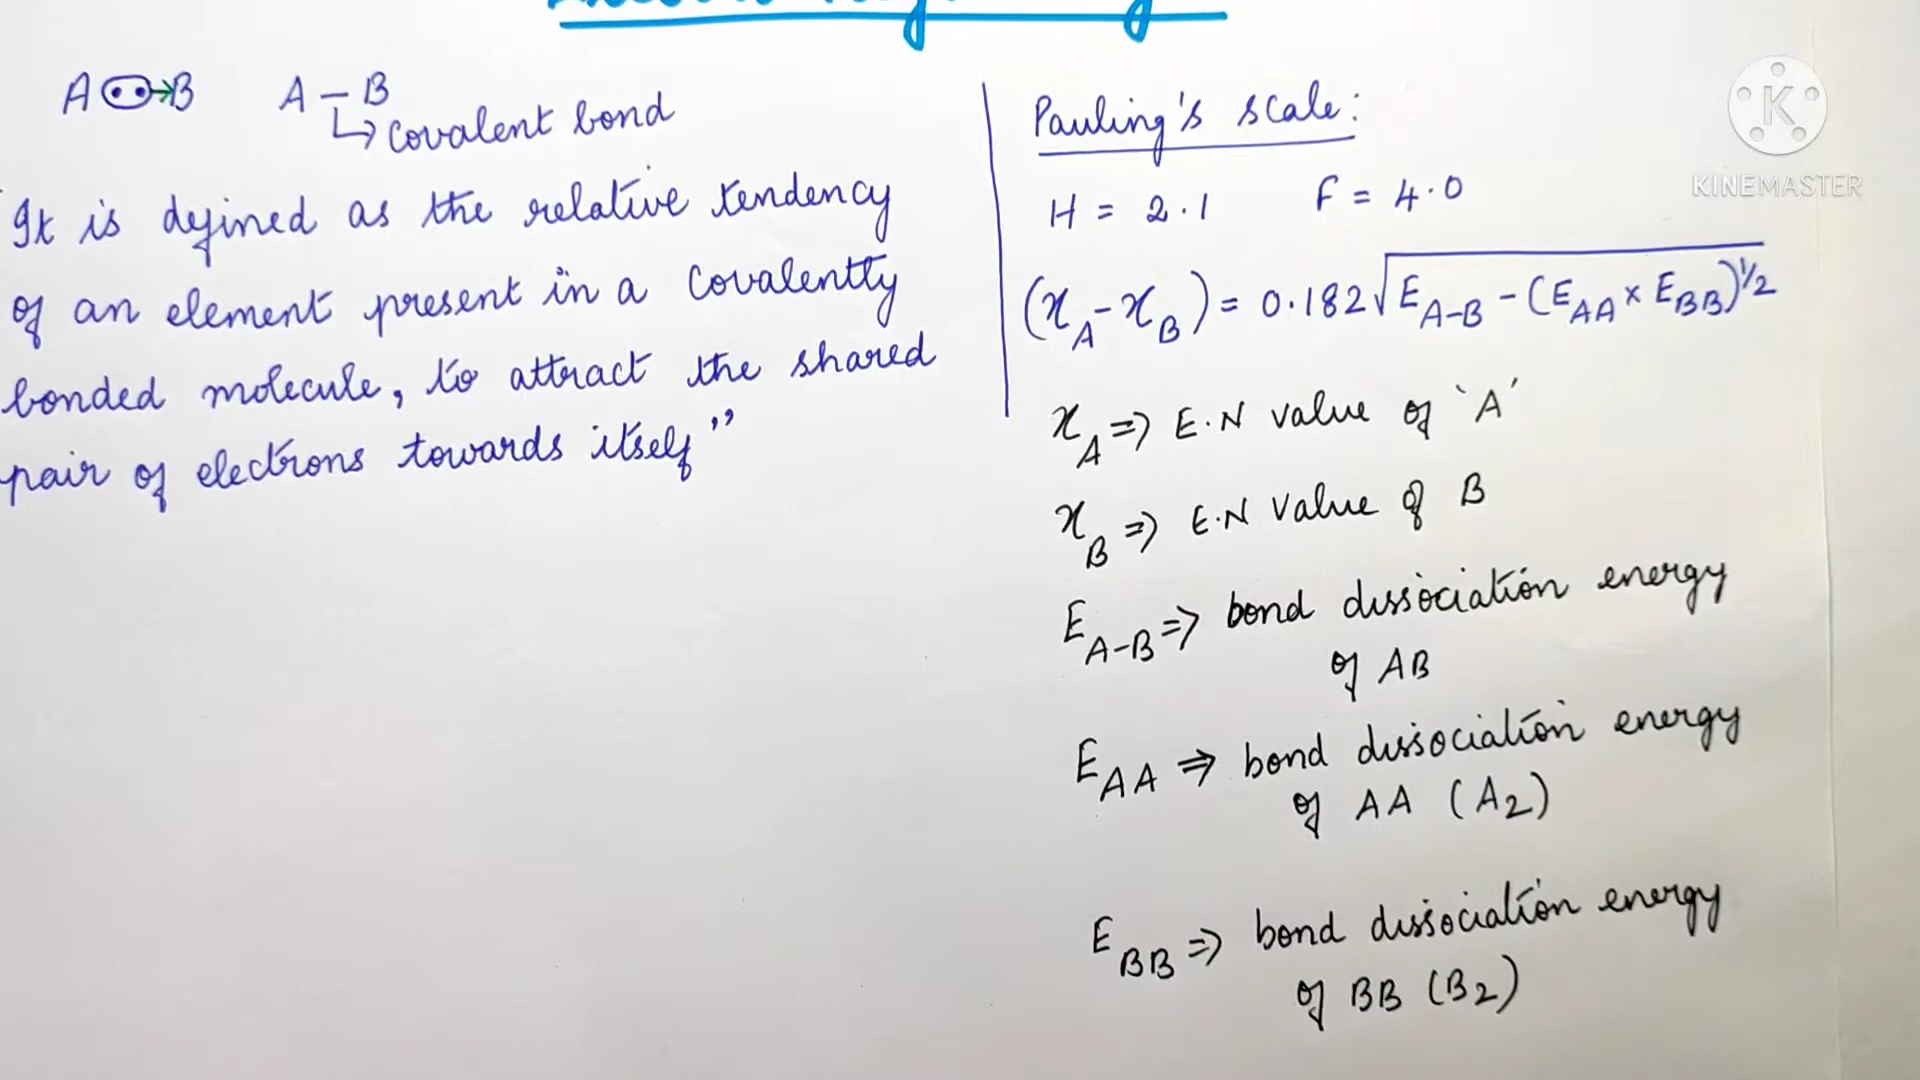 A B A – B
↳ Covalent bond
It is defined as the relative tendency
of an element present in a covalently
bonded molecule, to attract the shared
pair of electrons towards itself”
Pauling's scale:
H = 2.1 F = 4.0
(x_A - x_B) = 0.182 √E_A-B - (E_AA × E_BB)^1/2
x_A => E.N value of 'A'
x_B => E.N value of B
E_A-B => bond dissociation energy
of AB
E_AA => bond dissociation energy
of AA (A2)
E_BB => bond dissociation energy
of BB (B2)
K
KINEMASTER